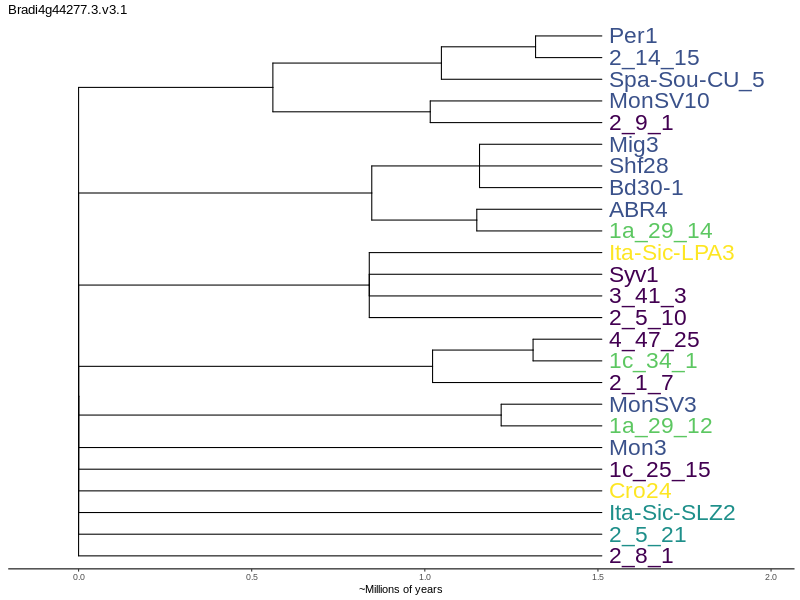 Bradi4g44277.3.v3.1
Per1
2_14_15
Spa-Sou-CU_5
MonSV10
2_9_1
Mig3
Shf28
Bd30-1
ABR4
1a_29_14
Ita-Sic-LPA3
Syv1
3_41_3
2_5_10
4_47_25
1c_34_1
2_1_7
MonSV3
1a_29_12
Mon3
1c_25_15
Cro24
Ita-Sic-SLZ2
2_5_21
2_8_1
0.0 0.5 1.0 1.5 2.0
~Millions of years